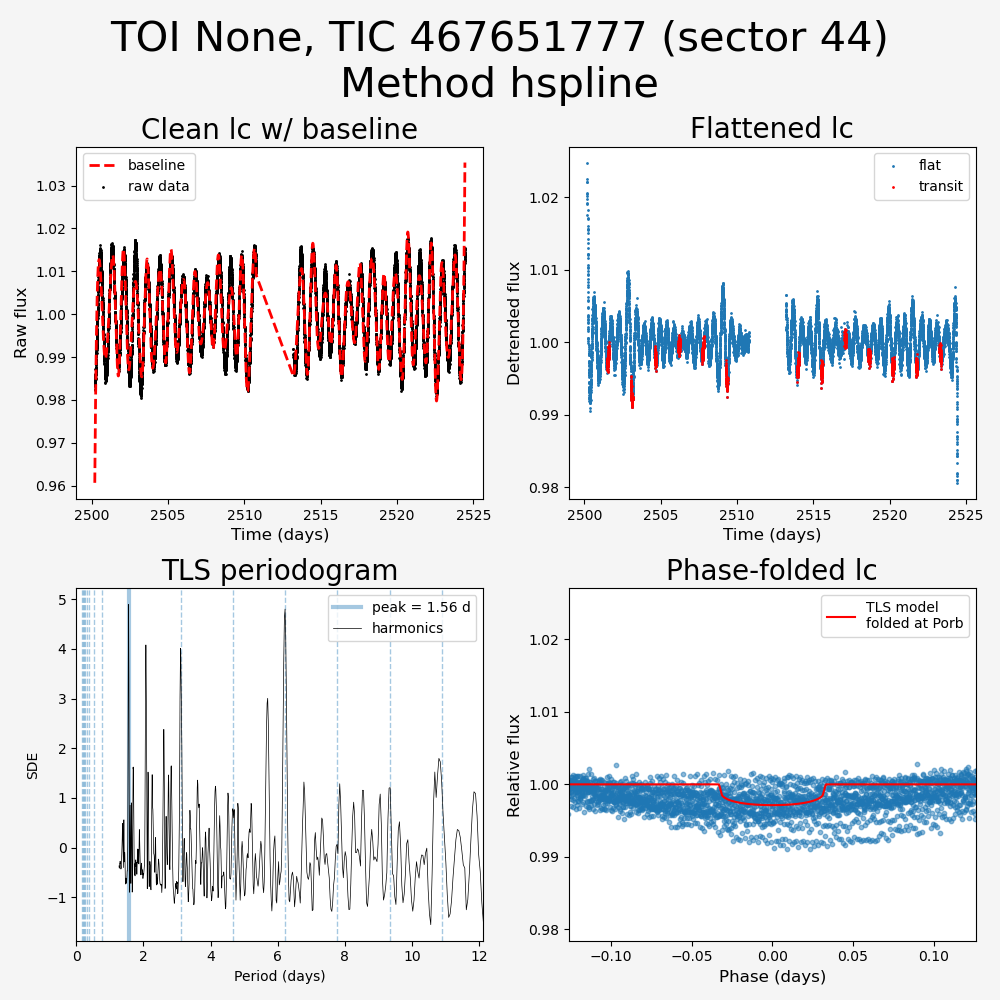 TOI None, TIC 467651777 (sector 44)
Method hspline
Clean lc w/ baseline
baseline
raw data
1.03
1.02
1.01
1.00
0.99
0.98
0.97
0.96
Raw flux
2500
2505
2510
2515
2520
2525
Time (days)
Flattened lc
flat
transit
1.02
1.01
1.00
0.99
0.98
Detrended flux
2500
2505
2510
2515
2520
2525
Time (days)
TLS periodogram
peak = 1.56 d
harmonics
5
4
3
2
1
0
−1
SDE
0
2
4
6
8
10
12
Period (days)
Phase-folded lc
TLS model
folded at Porb
1.02
1.01
1.00
0.99
0.98
Relative flux
−0.10
−0.05
0.00
0.05
0.10
Phase (days)